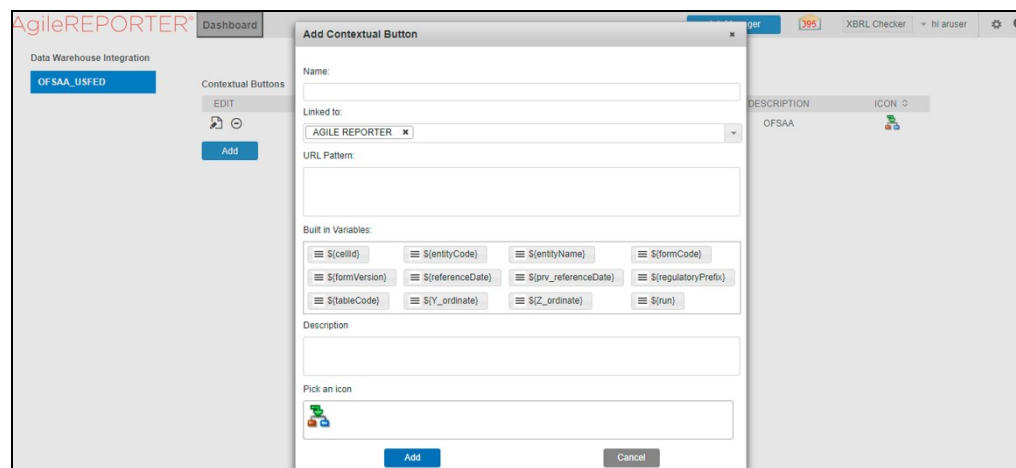 AgileREPORTER® Dashboard
395 XBRL Checker hi aruser
Add Contextual Button
Data Warehouse Integration
OFSAA_USFED
Contextual Buttons
EDIT DESCRIPTION ICON
OFSAA
Add
Name:
Linked to:
AGILE REPORTER
URL Pattern:
Built in Variables:
${cellId} ${entityCode} ${entityName} ${formCode}
${formVersion} ${referenceDate} ${prv_referenceDate} ${regulatoryPrefix}
${tableCode} ${Y_ordinate} ${Z_ordinate} ${run}
Description
Pick an icon
Add Cancel